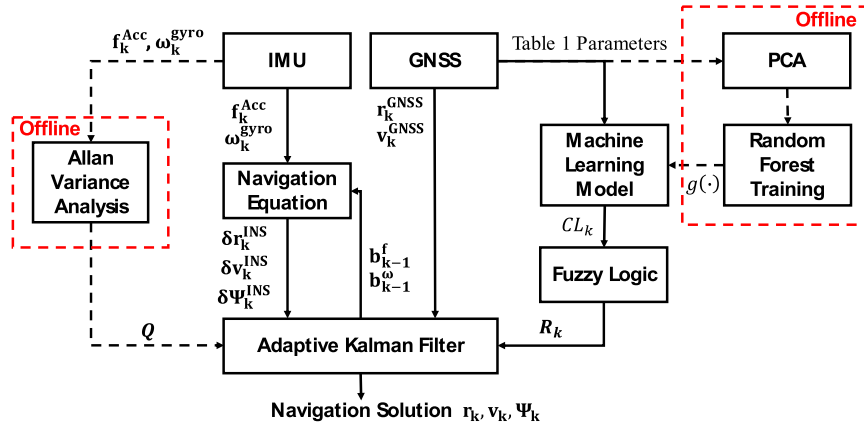 Offline
f_k^Acc, ω_k^gyro
IMU
GNSS
Table 1 Parameters
PCA
f_k^Acc
ω_k^gyro
r_k^GNSS
v_k^GNSS
Offline
Allan
Variance
Analysis
Machine
Learning
Model
Random
Forest
Training
g(·)
Navigation
Equation
CL_k
δr_k^INS
δv_k^INS
δΨ_k^INS
b_{k-1}^f
b_{k-1}^ω
Fuzzy Logic
Q
Adaptive Kalman Filter
R_k
Navigation Solution r_k, v_k, Ψ_k